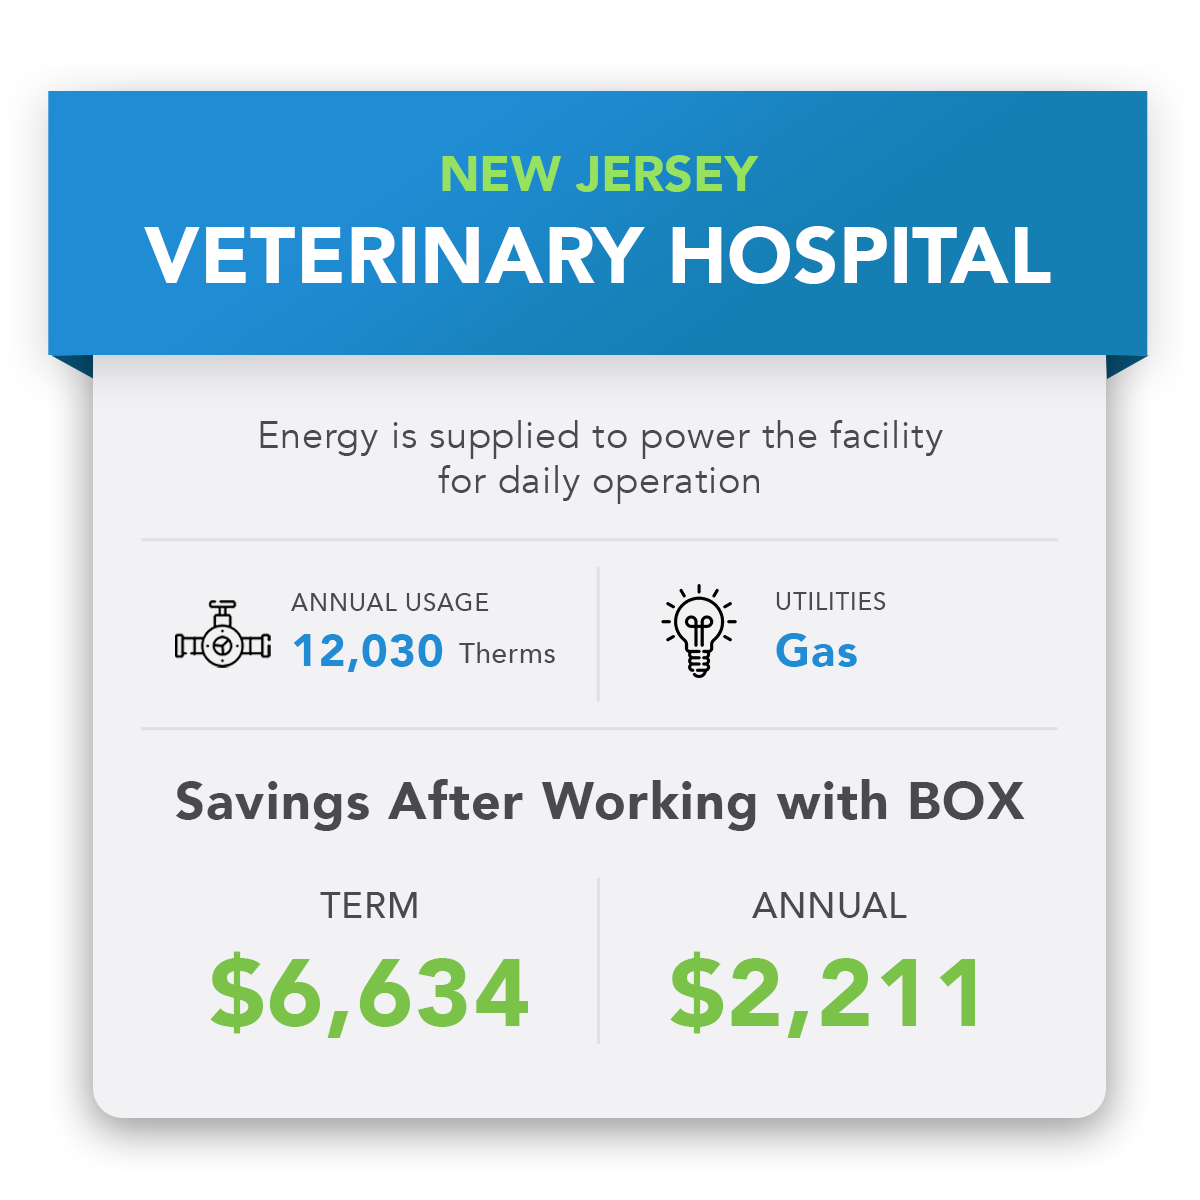 NEW JERSEY
VETERINARY HOSPITAL
Energy is supplied to power the facility
for daily operation
ANNUAL USAGE
12,030 Therms
UTILITIES
Gas
Savings After Working with BOX
TERM
$6,634
ANNUAL
$2,211